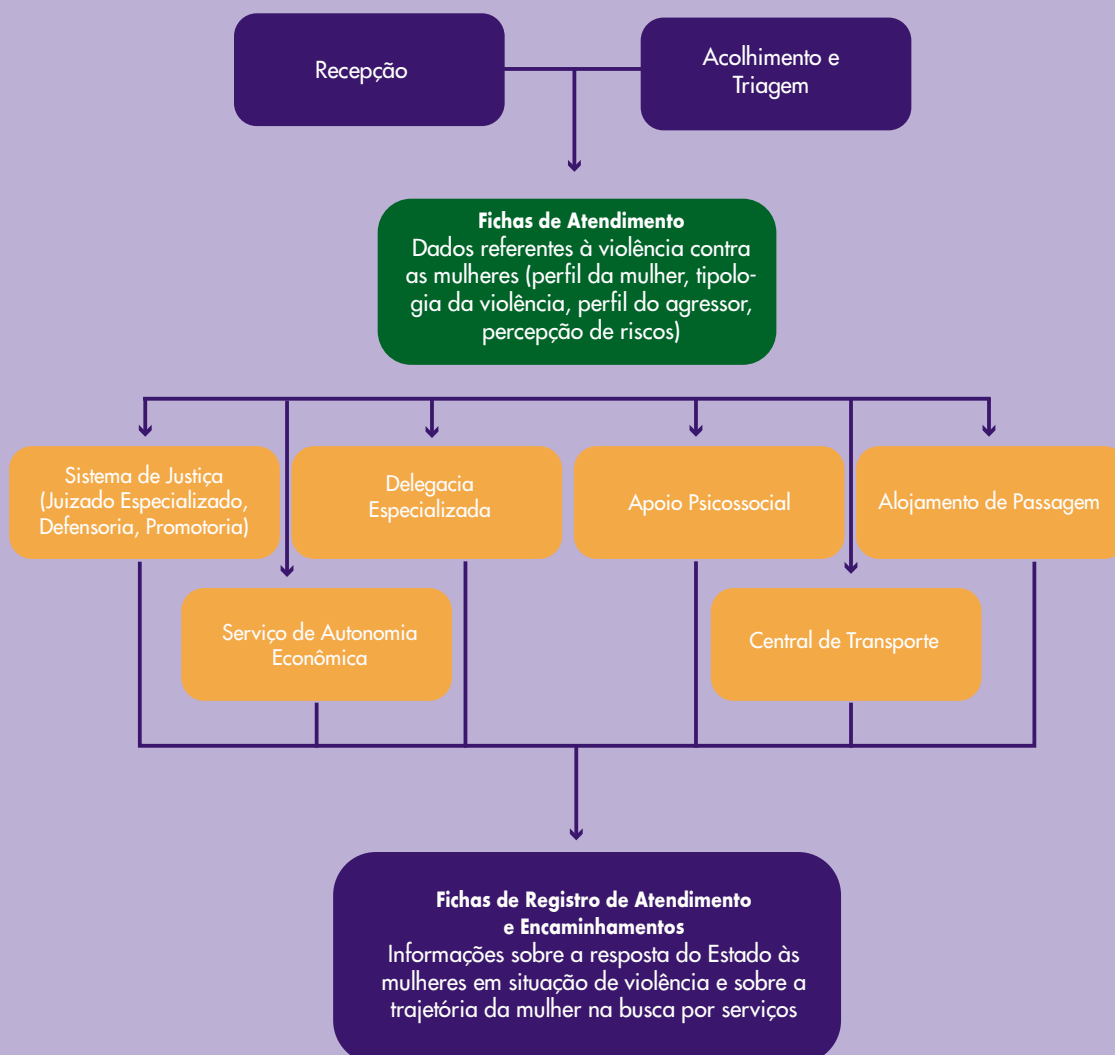 Recepção
Acolhimento e
Triagem
Fichas de Atendimento
Dados referentes à violência contra
as mulheres (perfil da mulher, tipolo-
gia da violência, perfil do agressor,
percepção de riscos)
Sistema de Justiça
(Juizado Especializado,
Defensoria, Promotoria)
Delegacia
Especializada
Apoio Psicossocial
Alojamento de Passagem
Serviço de Autonomia
Econômica
Central de Transporte
Fichas de Registro de Atendimento
e Encaminhamentos
Informações sobre a resposta do Estado às
mulheres em situação de violência e sobre a
trajetória da mulher na busca por serviços